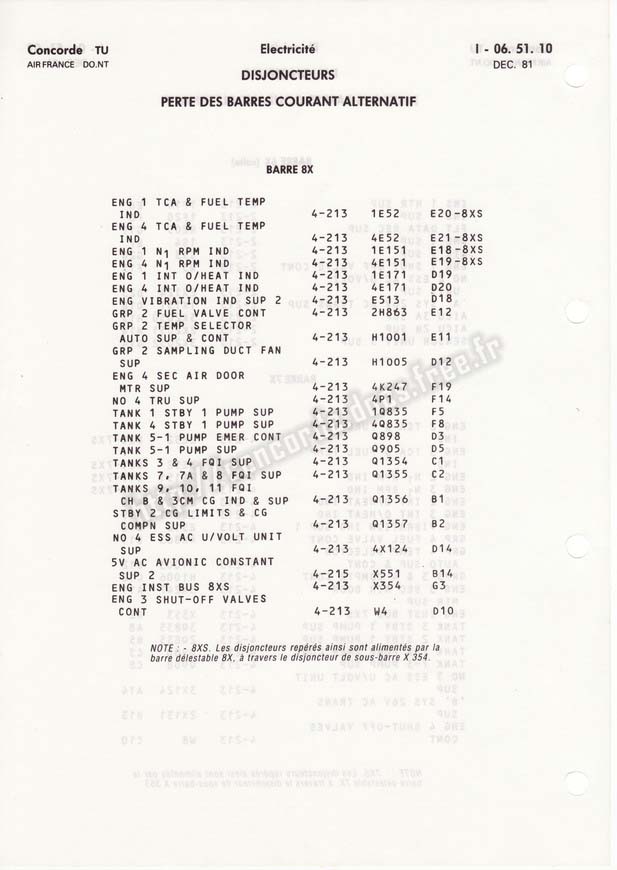 Concorde TU
AIR FRANCE DO.NT
Electricité
I - 06. 51. 10
DEC. 81
DISJONCTEURS
PERTE DES BARRES COURANT ALTERNATIF
BARRE 8X
ENG 1 TCA & FUEL TEMP
IND 4-213 1E52 E20-8XS
ENG 4 TCA & FUEL TEMP
IND 4-213 4E52 E21-8XS
ENG 1 N1 RPM IND 4-213 1E151 E18-8XS
ENG 4 N1 RPM IND 4-213 4E151 E19-8XS
ENG 1 INT O/HEAT IND 4-213 1E171 D19
ENG 4 INT O/HEAT IND 4-213 4E171 D20
ENG VIBRATION IND SUP 2 4-213 E513 D18
GRP 2 FUEL VALVE CONT 4-213 2H863 E12
GRP 2 TEMP SELECTOR
AUTO SUP & CONT 4-213 H1001 E11
GRP 2 SAMPLING DUCT FAN
SUP 4-213 H1005 D12
ENG 4 SEC AIR DOOR
MTR SUP 4-213 4K247 F19
NO 4 TRU SUP 4-213 4P1 F14
TANK 1 STBY 1 PUMP SUP 4-213 1Q835 F5
TANK 4 STBY 1 PUMP SUP 4-213 4Q835 F8
TANK 5-1 PUMP EMER CONT 4-213 Q898 D3
TANK 5-1 PUMP SUP 4-213 Q905 D5
TANKS 3 & 4 FQI SUP 4-213 Q1354 C1
TANKS 7, 7A & 8 FQI SUP 4-213 Q1355 C2
TANKS 9, 10, 11 FQI
CH B & 3CM CG IND & SUP 4-213 Q1356 B1
STBY 2 CG LIMITS & CG
COMPN SUP 4-213 Q1357 B2
NO 4 ESS AC U/VOLT UNIT
SUP 4-213 4X124 D14
5V AC AVIONIC CONSTANT
SUP 2 4-215 X551 B14
ENG INST BUS 8XS 4-213 X354 G3
ENG 3 SHUT-OFF VALVES
CONT 4-213 W4 D10
NOTE : - 8XS. Les disjoncteurs repérés ainsi sont alimentés par la
barre délestable 8X, à travers le disjoncteur de sous-barre X 354.